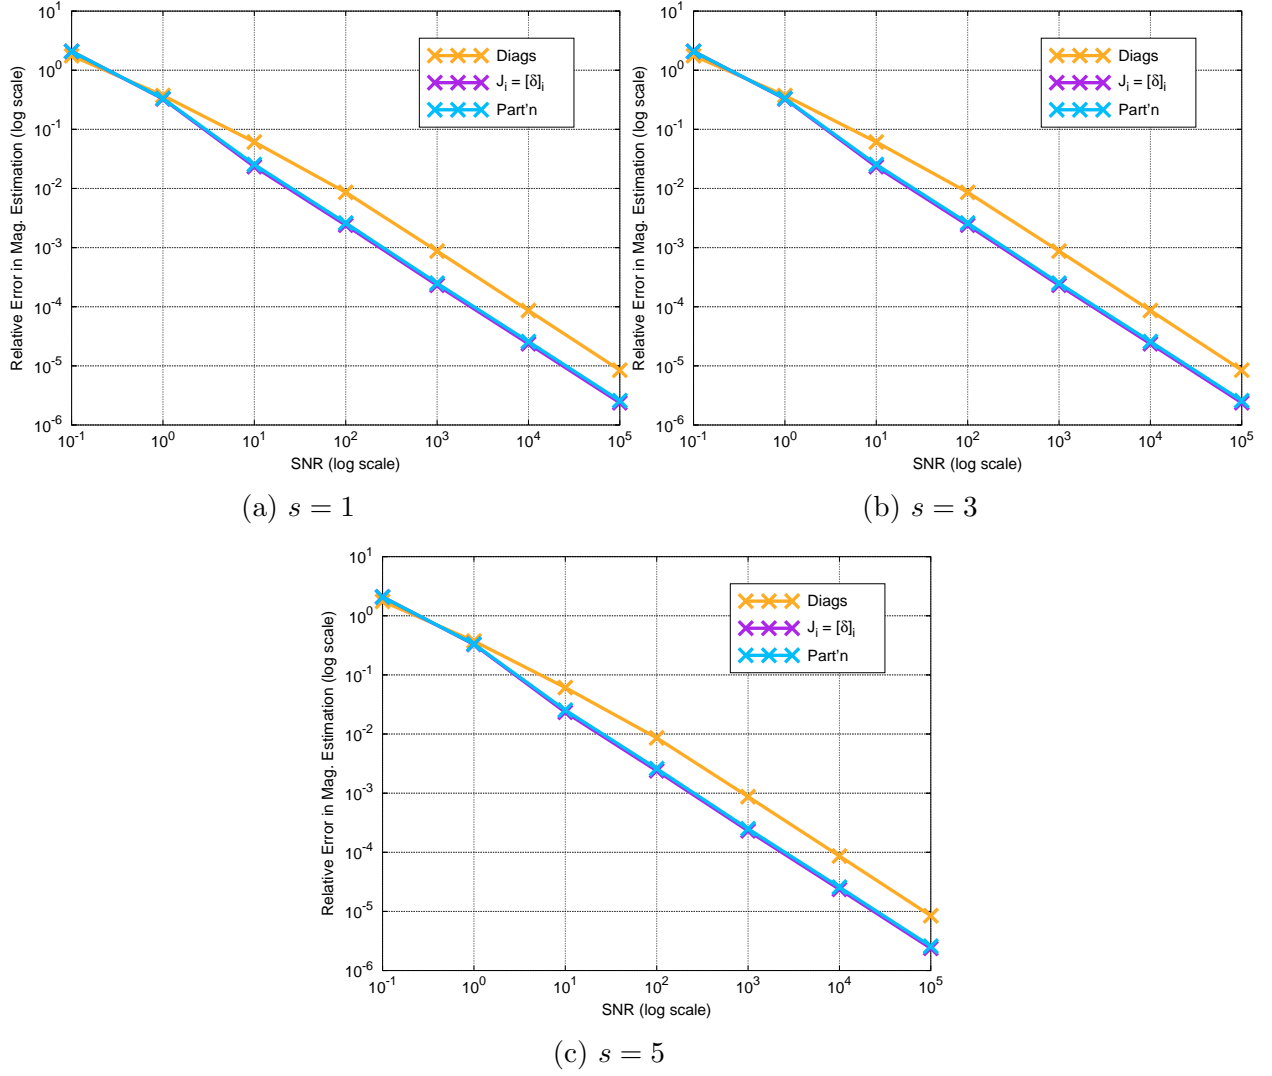 10^1
10^0
10^-1
10^-2
10^-3
10^-4
10^-5
10^-6
Relative Error in Mag. Estimation (log scale)
10^-1 10^0 10^1 10^2 10^3 10^4 10^5
SNR (log scale)
Diags
J_i = [δ]_i
Part'n
(a) s = 1
10^1
10^0
10^-1
10^-2
10^-3
10^-4
10^-5
10^-6
Relative Error in Mag. Estimation (log scale)
10^-1 10^0 10^1 10^2 10^3 10^4 10^5
SNR (log scale)
Diags
J_i = [δ]_i
Part'n
(b) s = 3
10^1
10^0
10^-1
10^-2
10^-3
10^-4
10^-5
10^-6
Relative Error in Mag. Estimation (log scale)
10^-1 10^0 10^1 10^2 10^3 10^4 10^5
SNR (log scale)
Diags
J_i = [δ]_i
Part'n
(c) s = 5